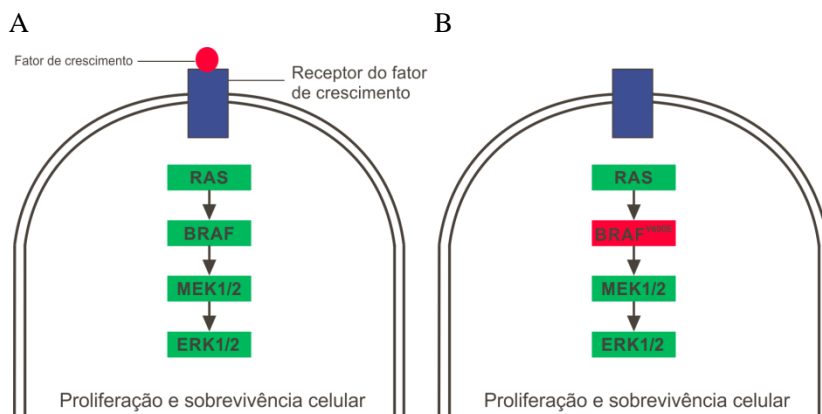 A
B
Fator de crescimento
Receptor do fator
de crescimento
RAS
BRAF
MEK1/2
ERK1/2
Proliferação e sobrevivência celular
RAS
BRAF
MEK1/2
ERK1/2
Proliferação e sobrevivência celular